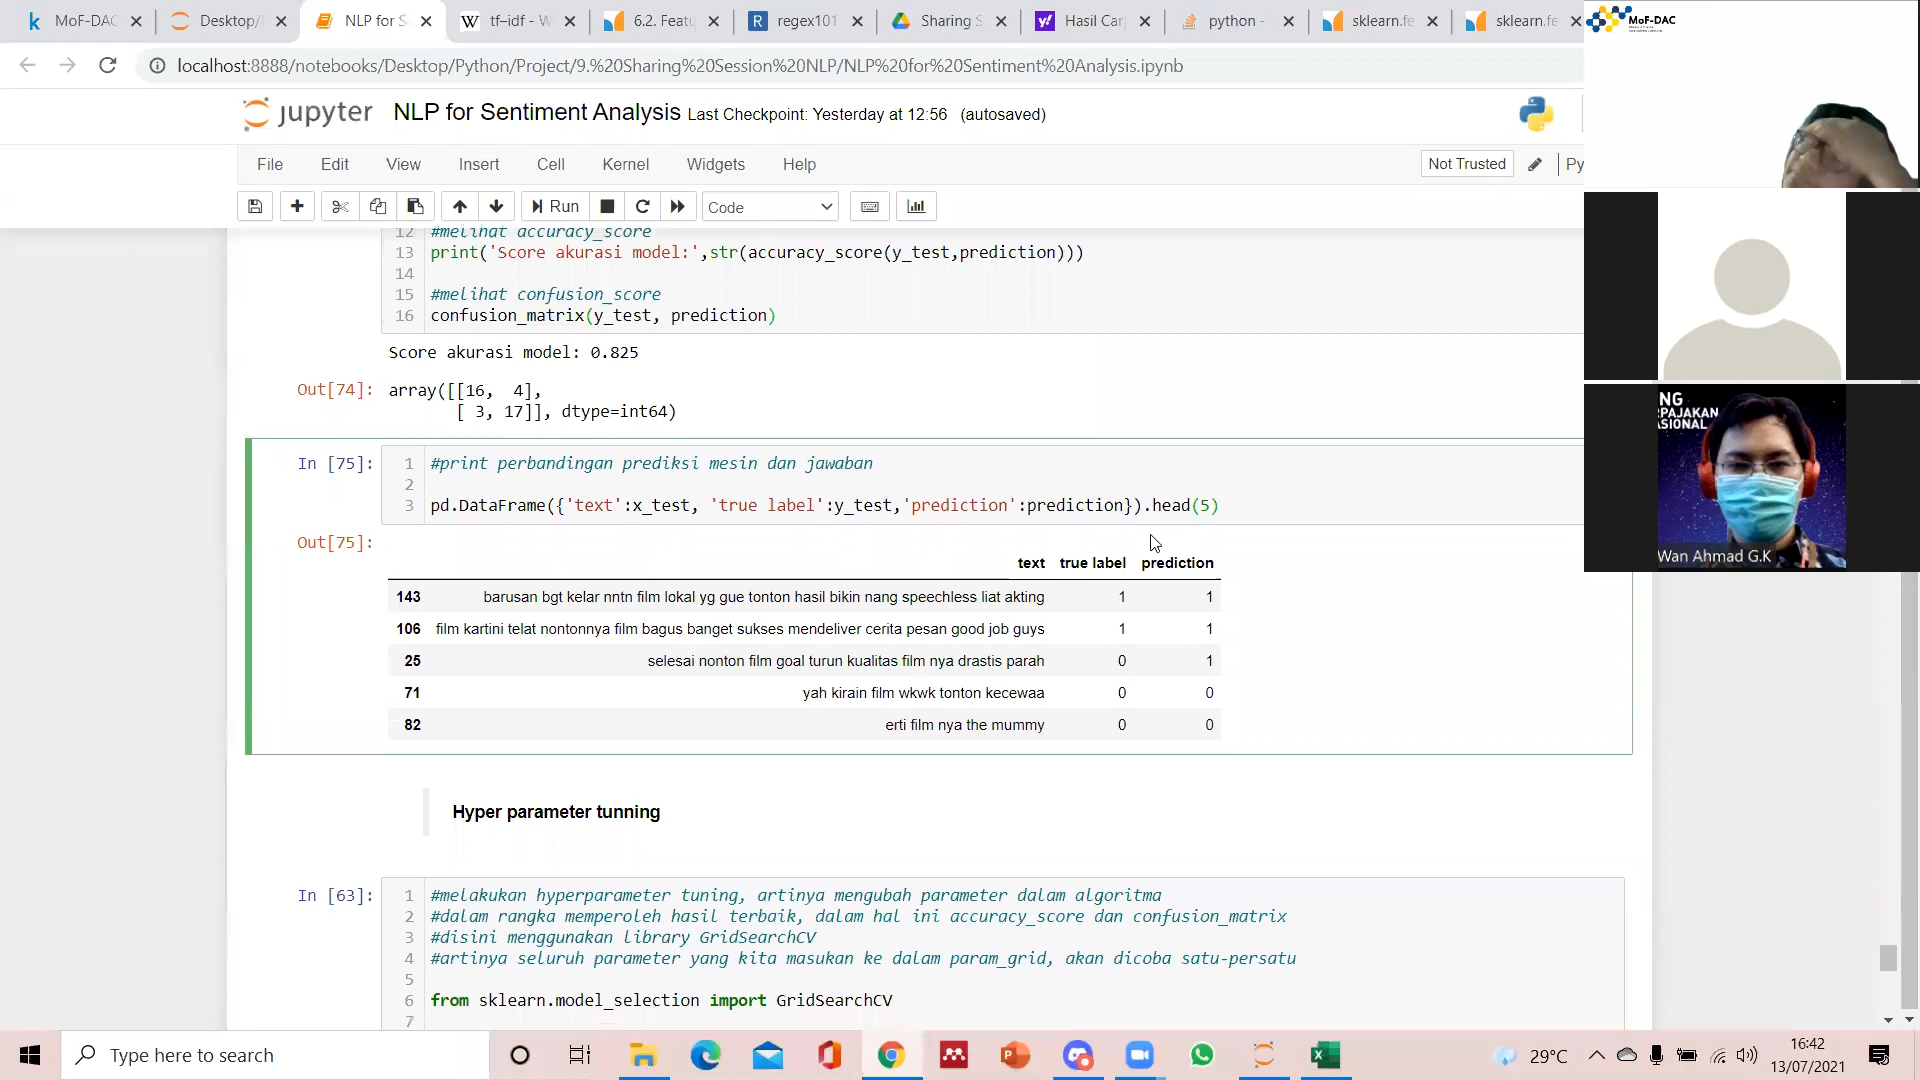 MoF-DAC
Desktop/
NLP for S
tf–idf - W
6.2. Featu
regex101
Sharing S
Hasil Car
python -
sklearn.fe
sklearn.fe
MoF-DAC
localhost:8888/notebooks/Desktop/Python/Project/9.%20Sharing%20Session%20NLP/NLP%20for%20Sentiment%20Analysis.ipynb
jupyter NLP for Sentiment Analysis Last Checkpoint: Yesterday at 12:56 (autosaved)
File Edit View Insert Cell Kernel Widgets Help Not Trusted Py
Run Code
12 #melihat accuracy_score
13 print('Score akurasi model:',str(accuracy_score(y_test,prediction)))
14
15 #melihat confusion_score
16 confusion_matrix(y_test, prediction)
Score akurasi model: 0.825
Out[74]: array([[16, 4],
[ 3, 17]], dtype=int64)
In [75]: 1 #print perbandingan prediksi mesin dan jawaban
2
3 pd.DataFrame({'text':x_test, 'true label':y_test,'prediction':prediction}).head(5)
Out[75]:
text true label prediction
143 barusan bgt kelar nntn film lokal yg gue tonton hasil bikin nang speechless liat akting 1 1
106 film kartini telat nontonnya film bagus banget sukses mendeliver cerita pesan good job guys 1 1
25 selesai nonton film goal turun kualitas film nya drastis parah 0 1
71 yah kirain film wkwk tonton kecewaa 0 0
82 erti film nya the mummy 0 0
Hyper parameter tunning
In [63]: 1 #melakukan hyperparameter tuning, artinya mengubah parameter dalam algoritma
2 #dalam rangka memperoleh hasil terbaik, dalam hal ini accuracy_score dan confusion_matrix
3 #disini menggunakan library GridSearchCV
4 #artinya seluruh parameter yang kita masukan ke dalam param_grid, akan dicoba satu-persatu
5
6 from sklearn.model_selection import GridSearchCV
7
NG
RPAJAKAN
ASIONAL
Wan Ahmad G.K
Type here to search
29°C
16:42
13/07/2021